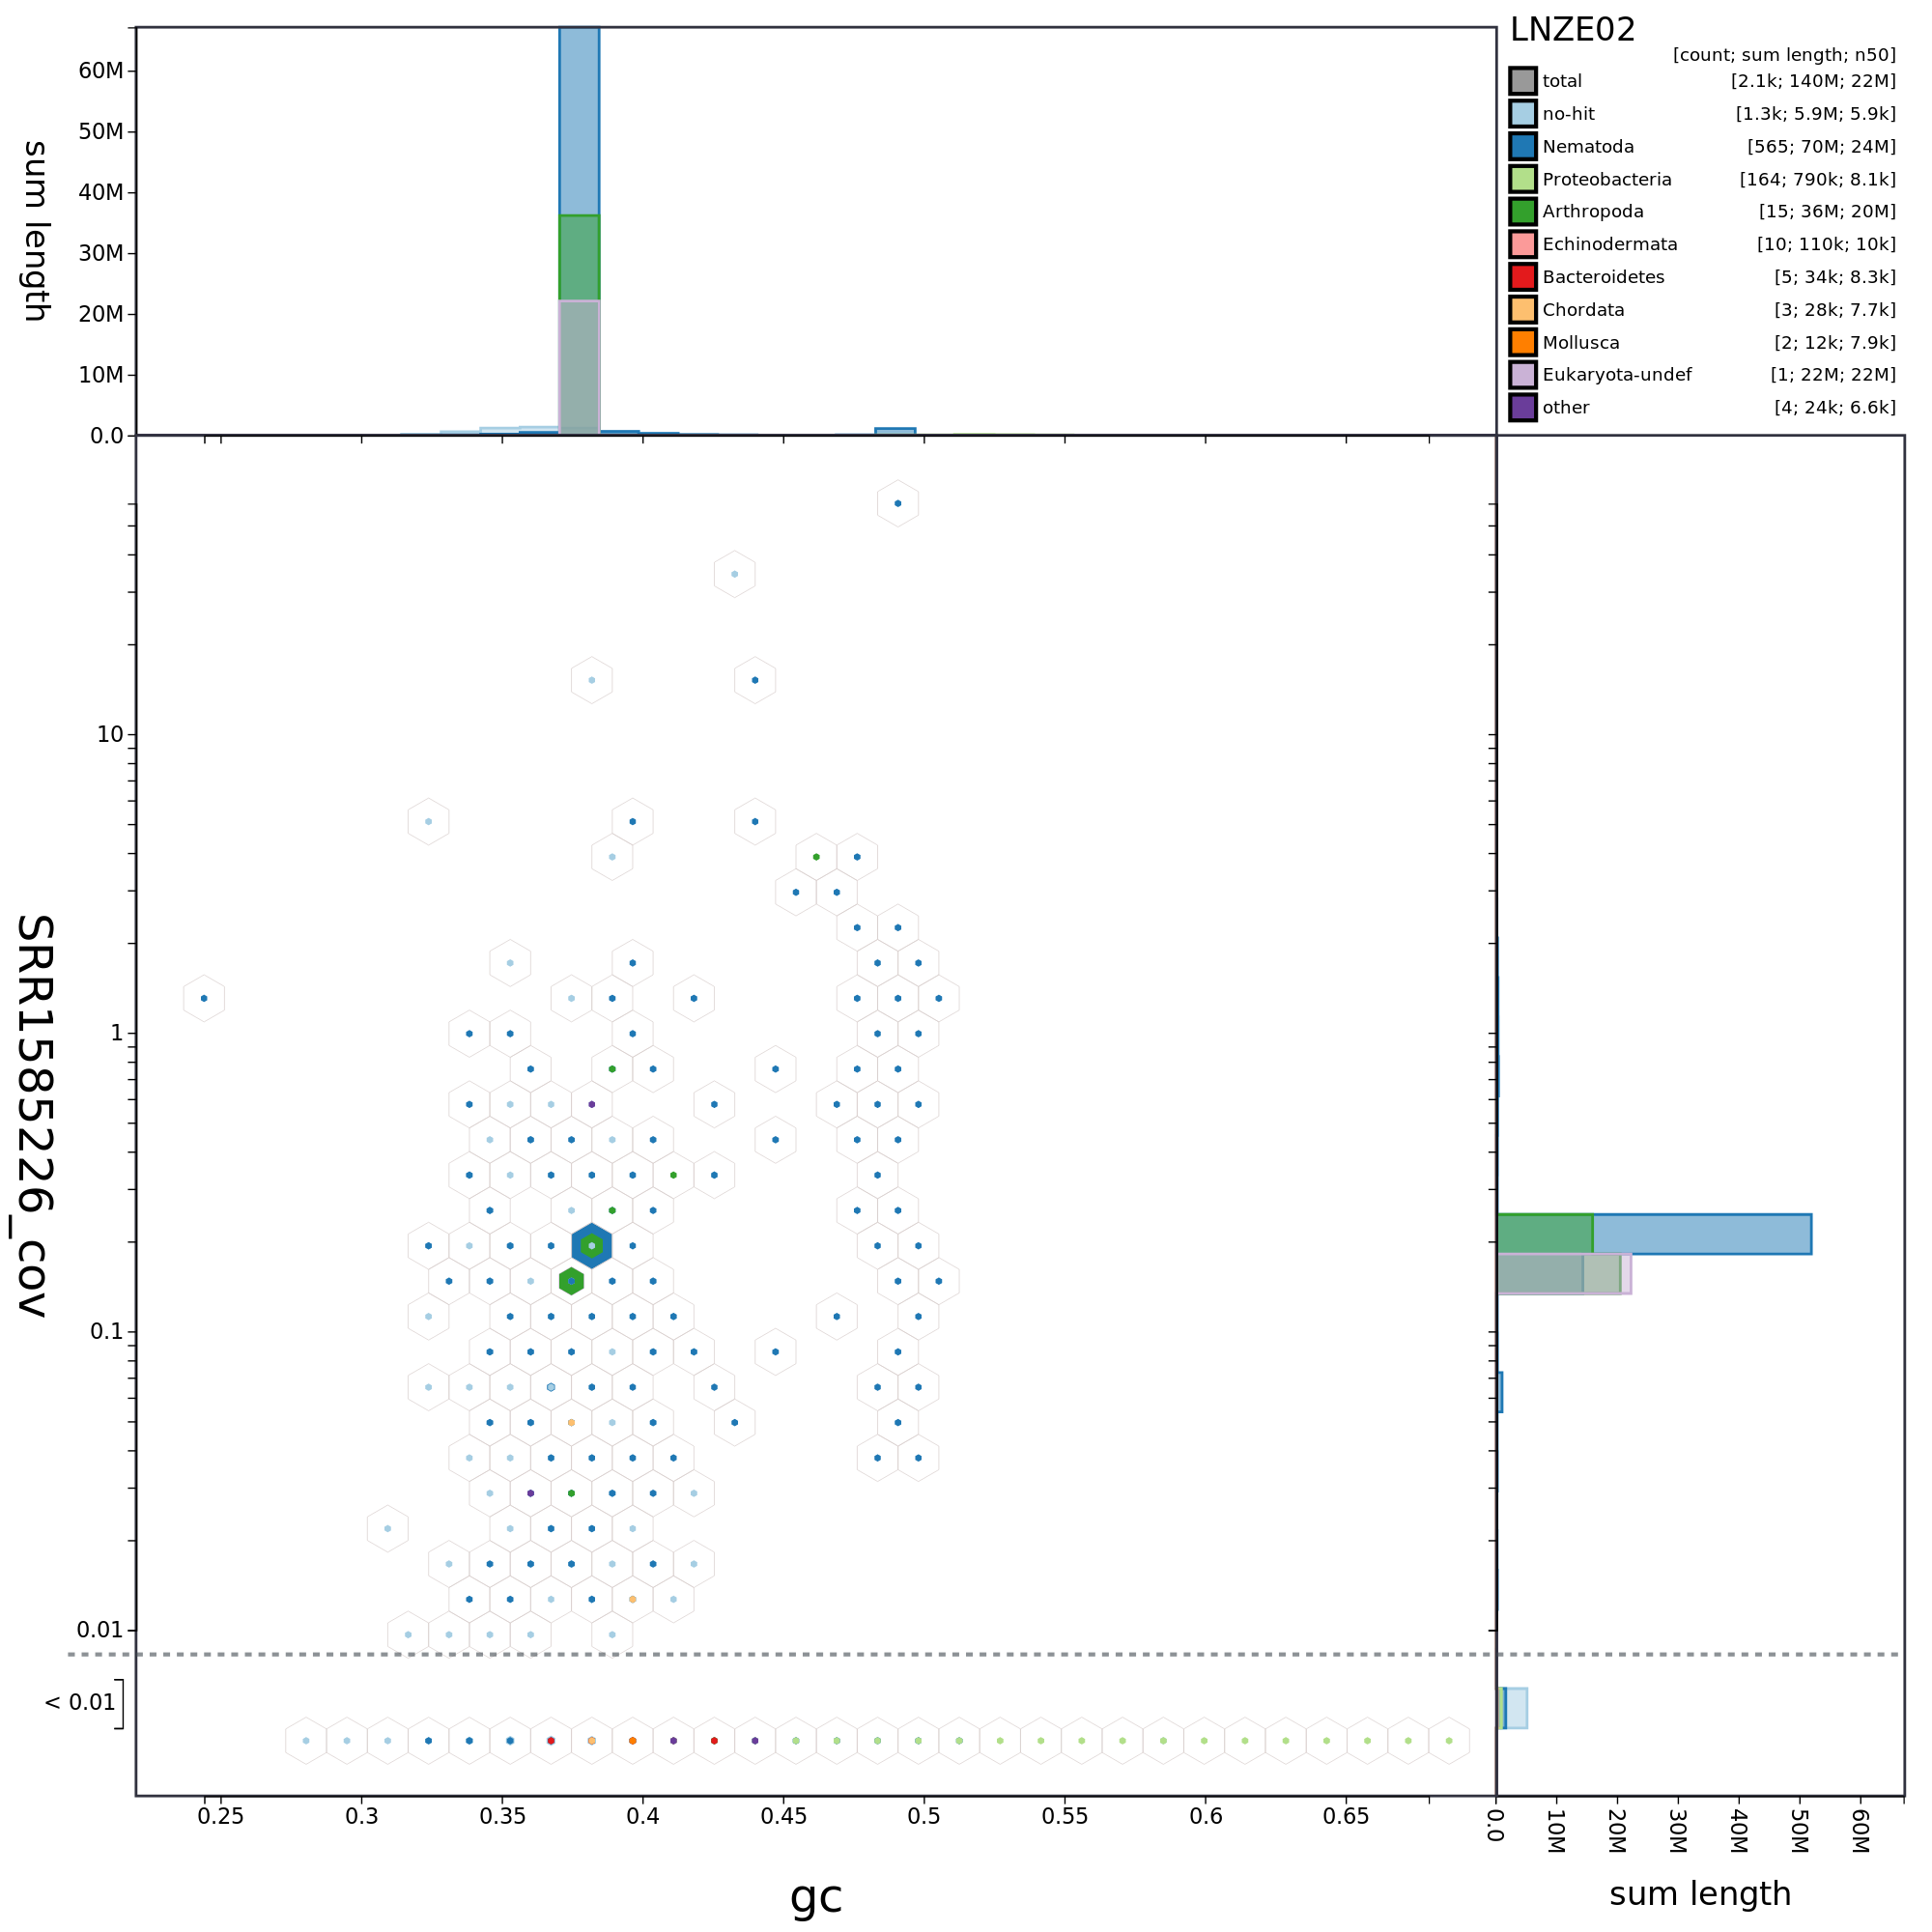 LNZE02
[count; sum length; n50]
total [2.1k; 140M; 22M]
no-hit [1.3k; 5.9M; 5.9k]
Nematoda [565; 70M; 24M]
Proteobacteria [164; 790k; 8.1k]
Arthropoda [15; 36M; 20M]
Echinodermata [10; 110k; 10k]
Bacteroidetes [5; 34k; 8.3k]
Chordata [3; 28k; 7.7k]
Mollusca [2; 12k; 7.9k]
Eukaryota-undef [1; 22M; 22M]
other [4; 24k; 6.6k]
sum length
60M
50M
40M
30M
20M
10M
0.0
SRR1585226_cov
10
1
0.1
0.01
< 0.01
0.25 0.3 0.35 0.4 0.45 0.5 0.55 0.6 0.65
gc
0.0 10M 20M 30M 40M 50M 60M
sum length